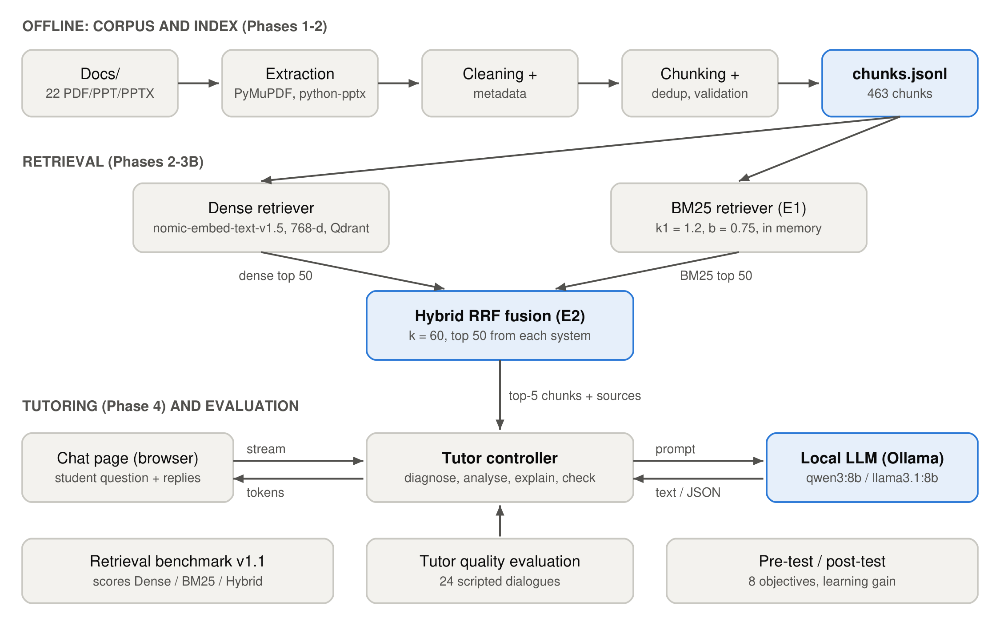 OFFLINE: CORPUS AND INDEX (Phases 1-2)
Docs/
22 PDF/PPT/PPTX
Extraction
PyMuPDF, python-pptx
Cleaning +
metadata
Chunking +
dedup, validation
chunks.jsonl
463 chunks
RETRIEVAL (Phases 2-3B)
Dense retriever
nomic-embed-text-v1.5, 768-d, Qdrant
BM25 retriever (E1)
k1 = 1.2, b = 0.75, in memory
dense top 50
BM25 top 50
Hybrid RRF fusion (E2)
k = 60, top 50 from each system
top-5 chunks + sources
TUTORING (Phase 4) AND EVALUATION
Chat page (browser)
student question + replies
stream
tokens
Tutor controller
diagnose, analyse, explain, check
prompt
text / JSON
Local LLM (Ollama)
qwen3:8b / llama3.1:8b
Retrieval benchmark v1.1
scores Dense / BM25 / Hybrid
Tutor quality evaluation
24 scripted dialogues
Pre-test / post-test
8 objectives, learning gain